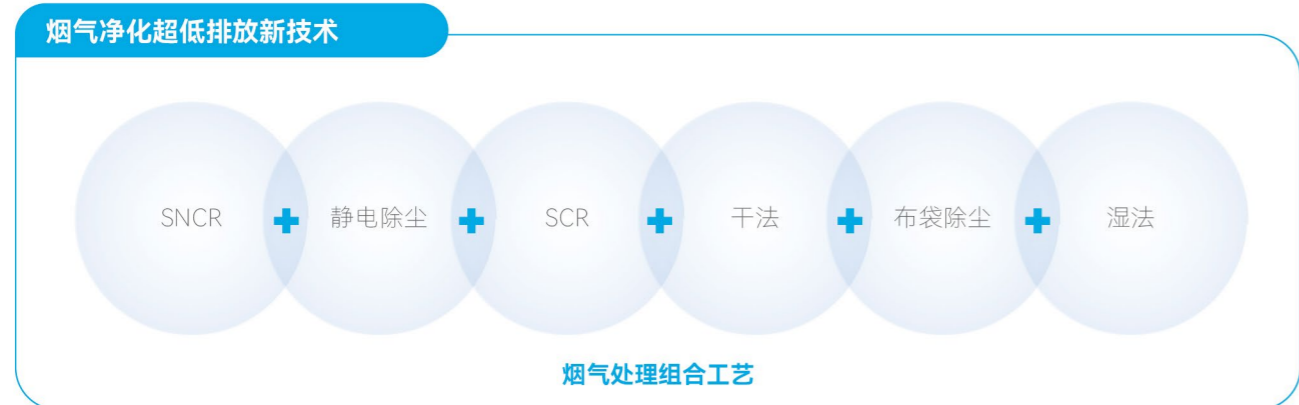 烟气净化超低排放新技术
SNCR + 静电除尘 + SCR + 干法 + 布袋除尘 + 湿法
烟气处理组合工艺